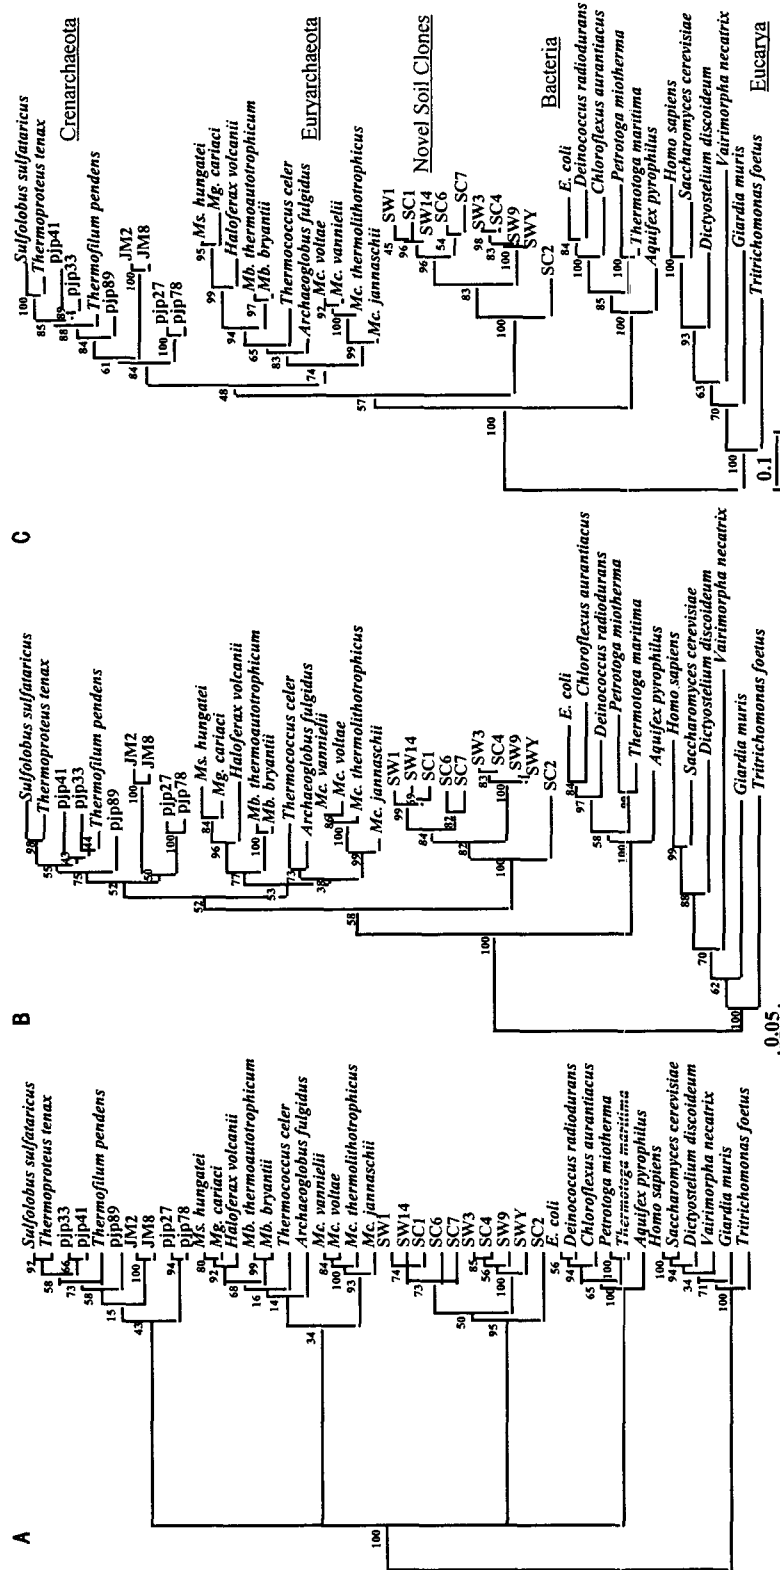 A
Sulfolobus sulfataricus
Thermoproteus tenax
pjp33
pjp41
Thermofilum pendens
pjp89
JM2
JM8
pjp27
pjp78
Ms. hungatei
Mg. cariaci
Haloferax volcanii
Mb. thermoautotrophicum
Mb. bryantii
Thermococcus celer
Archaeoglobus fulgidus
Mc. vannielii
Mc. voltae
Mc. thermolithotrophicus
Mc. jannaschii
SW1
SW14
SC1
SC6
SC7
SW3
SC4
SW9
SWY
SC2
E. coli
Deinococcus radiodurans
Chloroflexus aurantiacus
Petrotoga miotherma
Thermotoga maritima
Aquifex pyrophilus
Homo sapiens
Saccharomyces cerevisiae
Dictyostelium discoideum
Vairimorpha necatrix
Giardia muris
Tritrichomonas foetus
92
58
66
73
58
15
100
43
94
80
92
68
99
16
14
34
84
100
93
74
73
85
56
100
50
95
56
94
65
100
100
100
94
34
71
100
100
B
Sulfolobus sulfataricus
Thermoproteus tenax
pjp41
pjp33
Thermofilum pendens
pjp89
JM2
JM8
pjp27
pjp78
Ms. hungatei
Mg. cariaci
Haloferax volcanii
Mb. thermoautotrophicum
Mb. bryantii
Thermococcus celer
Archaeoglobus fulgidus
Mc. vannielii
Mc. voltae
Mc. thermolithotrophicus
Mc. jannaschii
SW1
SW14
SC1
SC6
SC7
SW3
SC4
SW9
SWY
SC2
E. coli
Chloroflexus aurantiacus
Deinococcus radiodurans
Petrotoga miotherma
Thermotoga maritima
Aquifex pyrophilus
Homo sapiens
Saccharomyces cerevisiae
Dictyostelium discoideum
Vairimorpha necatrix
Giardia muris
Tritrichomonas foetus
98
55
43
44
75
52
100
50
100
52
84
96
77
100
53
73
38
86
100
99
58
99
59
84
82
82
83
100
100
84
97
58
100
100
99
88
70
62
100
0.05
C
Sulfolobus sulfataricus
Thermoproteus tenax
pjp41
pjp33
Thermofilum pendens
pjp89
JM2
JM8
pjp27
pjp78
Crenarchaeota
Ms. hungatei
Mg. cariaci
Haloferax volcanii
Mb. thermoautotrophicum
Mb. bryantii
Thermococcus celer
Archaeoglobus fulgidus
Mc. voltae
Mc. vannielii
Mc. thermolithotrophicus
Mc. jannaschii
Euryarchaeota
SW1
SC1
SW14
SC6
SC7
SW3
SC4
SW9
SWY
SC2
Novel Soil Clones
E. coli
Deinococcus radiodurans
Chloroflexus aurantiacus
Petrotoga miotherma
Thermotoga maritima
Aquifex pyrophilus
Bacteria
Homo sapiens
Saccharomyces cerevisiae
Dictyostelium discoideum
Vairimorpha necatrix
Giardia muris
Tritrichomonas foetus
Eucarya
100
85
89
88
84
61
100
84
100
95
99
94
97
65
83
74
92
100
99
48
57
45
96
96
54
98
83
100
83
100
84
100
85
100
100
100
100
93
63
70
100
0.1